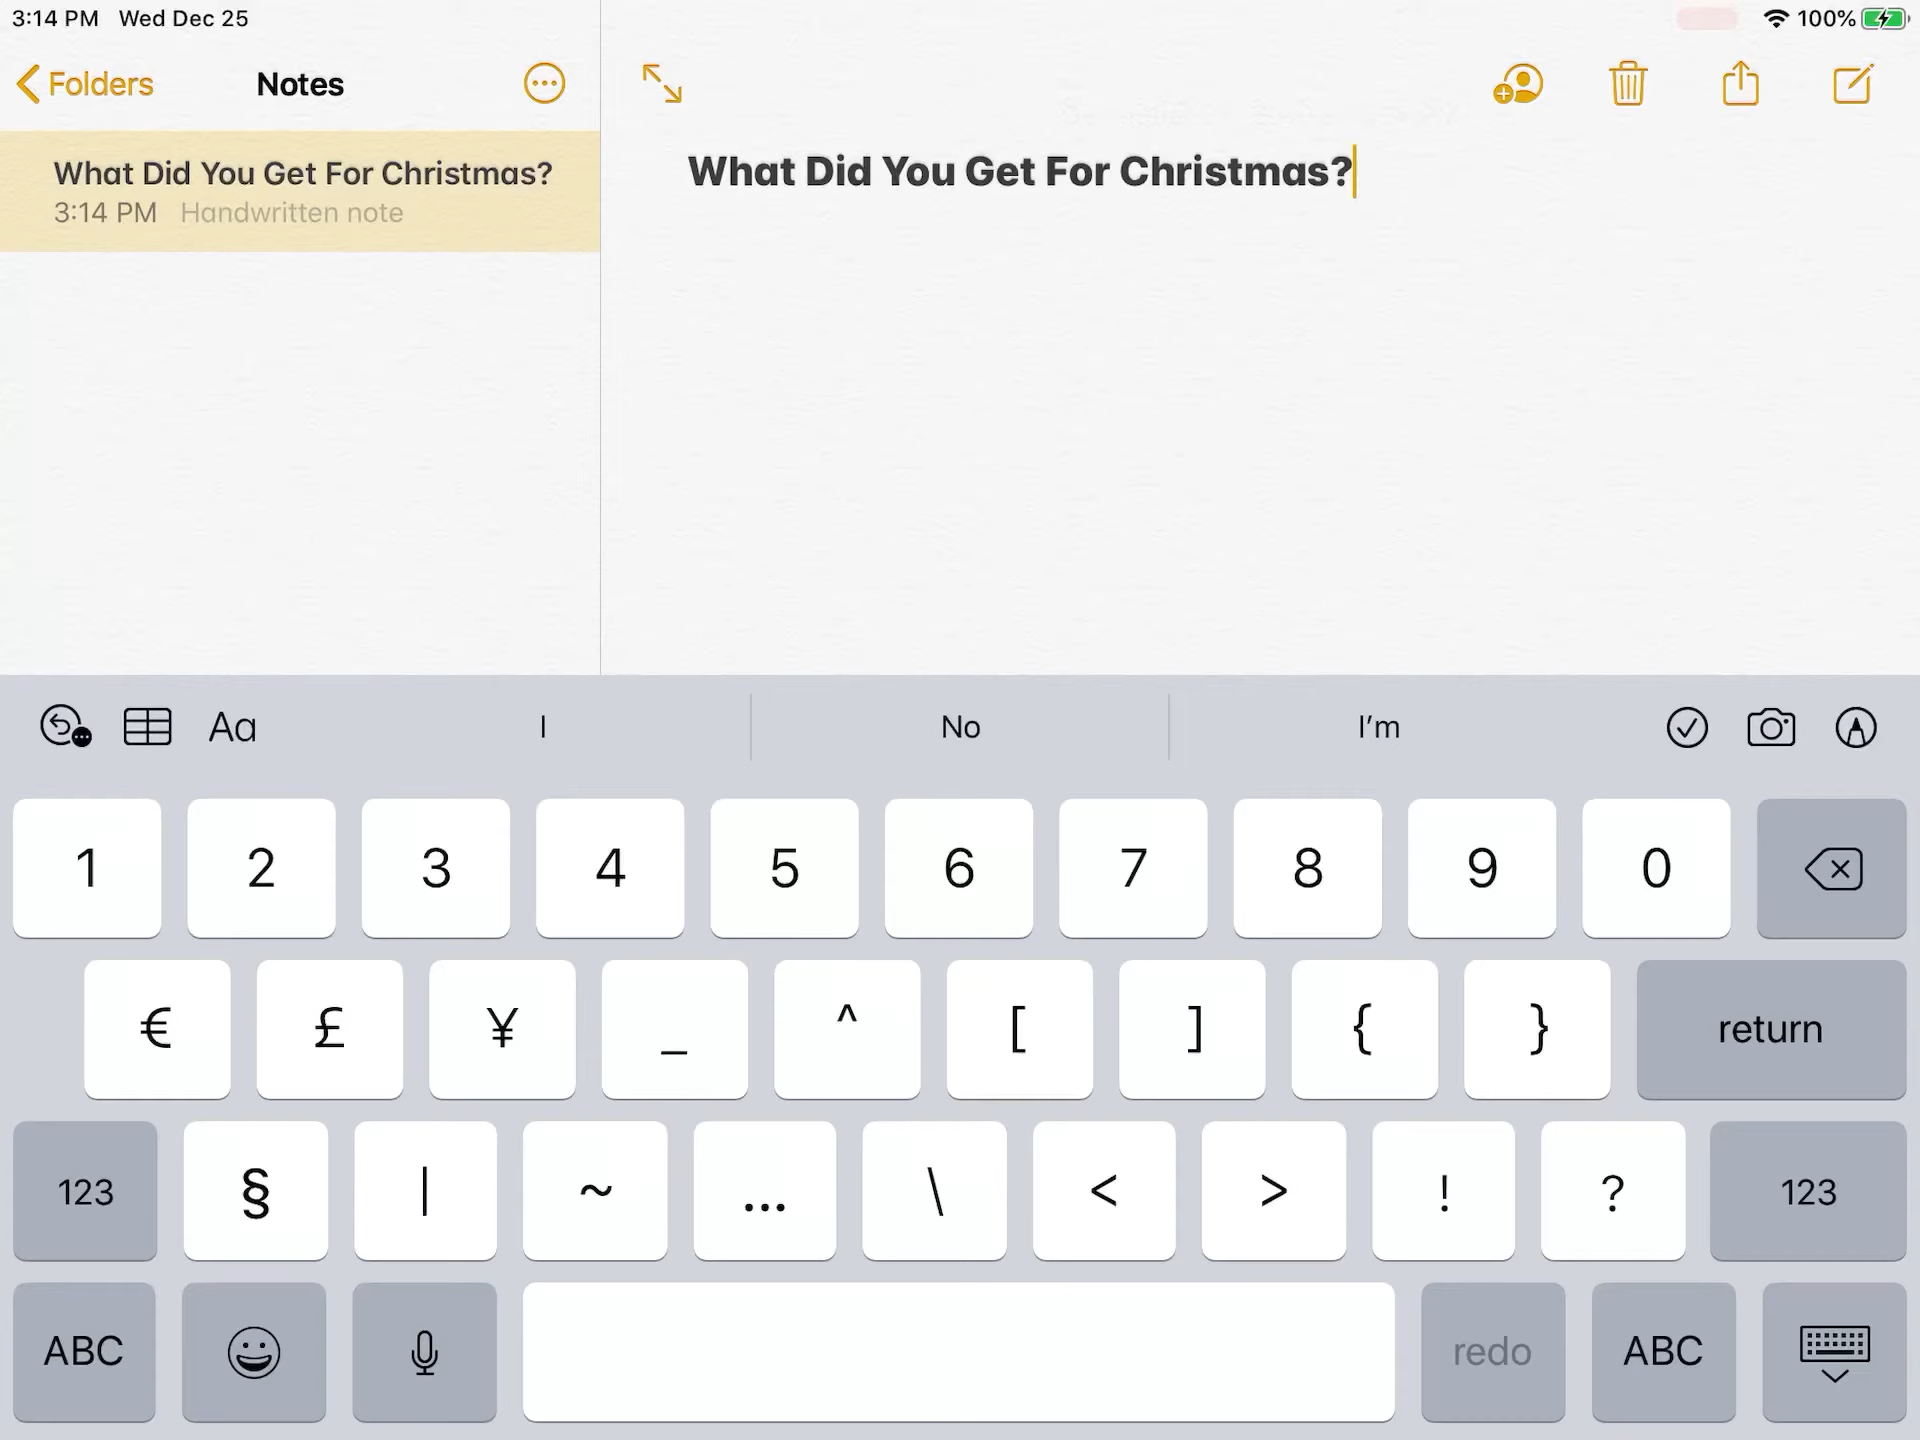 3:14 PM Wed Dec 25
100%
Folders
Notes
What Did You Get For Christmas?
3:14 PM Handwritten note
What Did You Get For Christmas?
Aa
I
No
I’m
1 2 3 4 5 6 7 8 9 0
€ £ ¥ _ ^ [ ] { } return
123 § | ~ … \ < > ! ? 123
ABC redo ABC